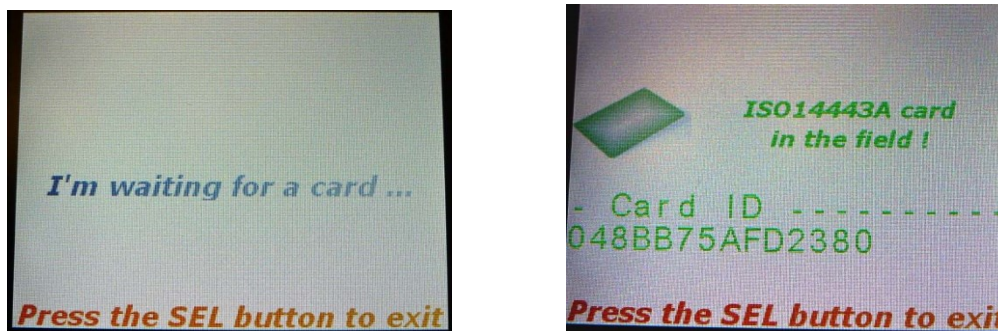 I'm waiting for a card ...
Press the SEL button to exit
ISO14443A card
in the field !
- Card ID - - - - - - - - - -
048BB75AFD2380
Press the SEL button to exit